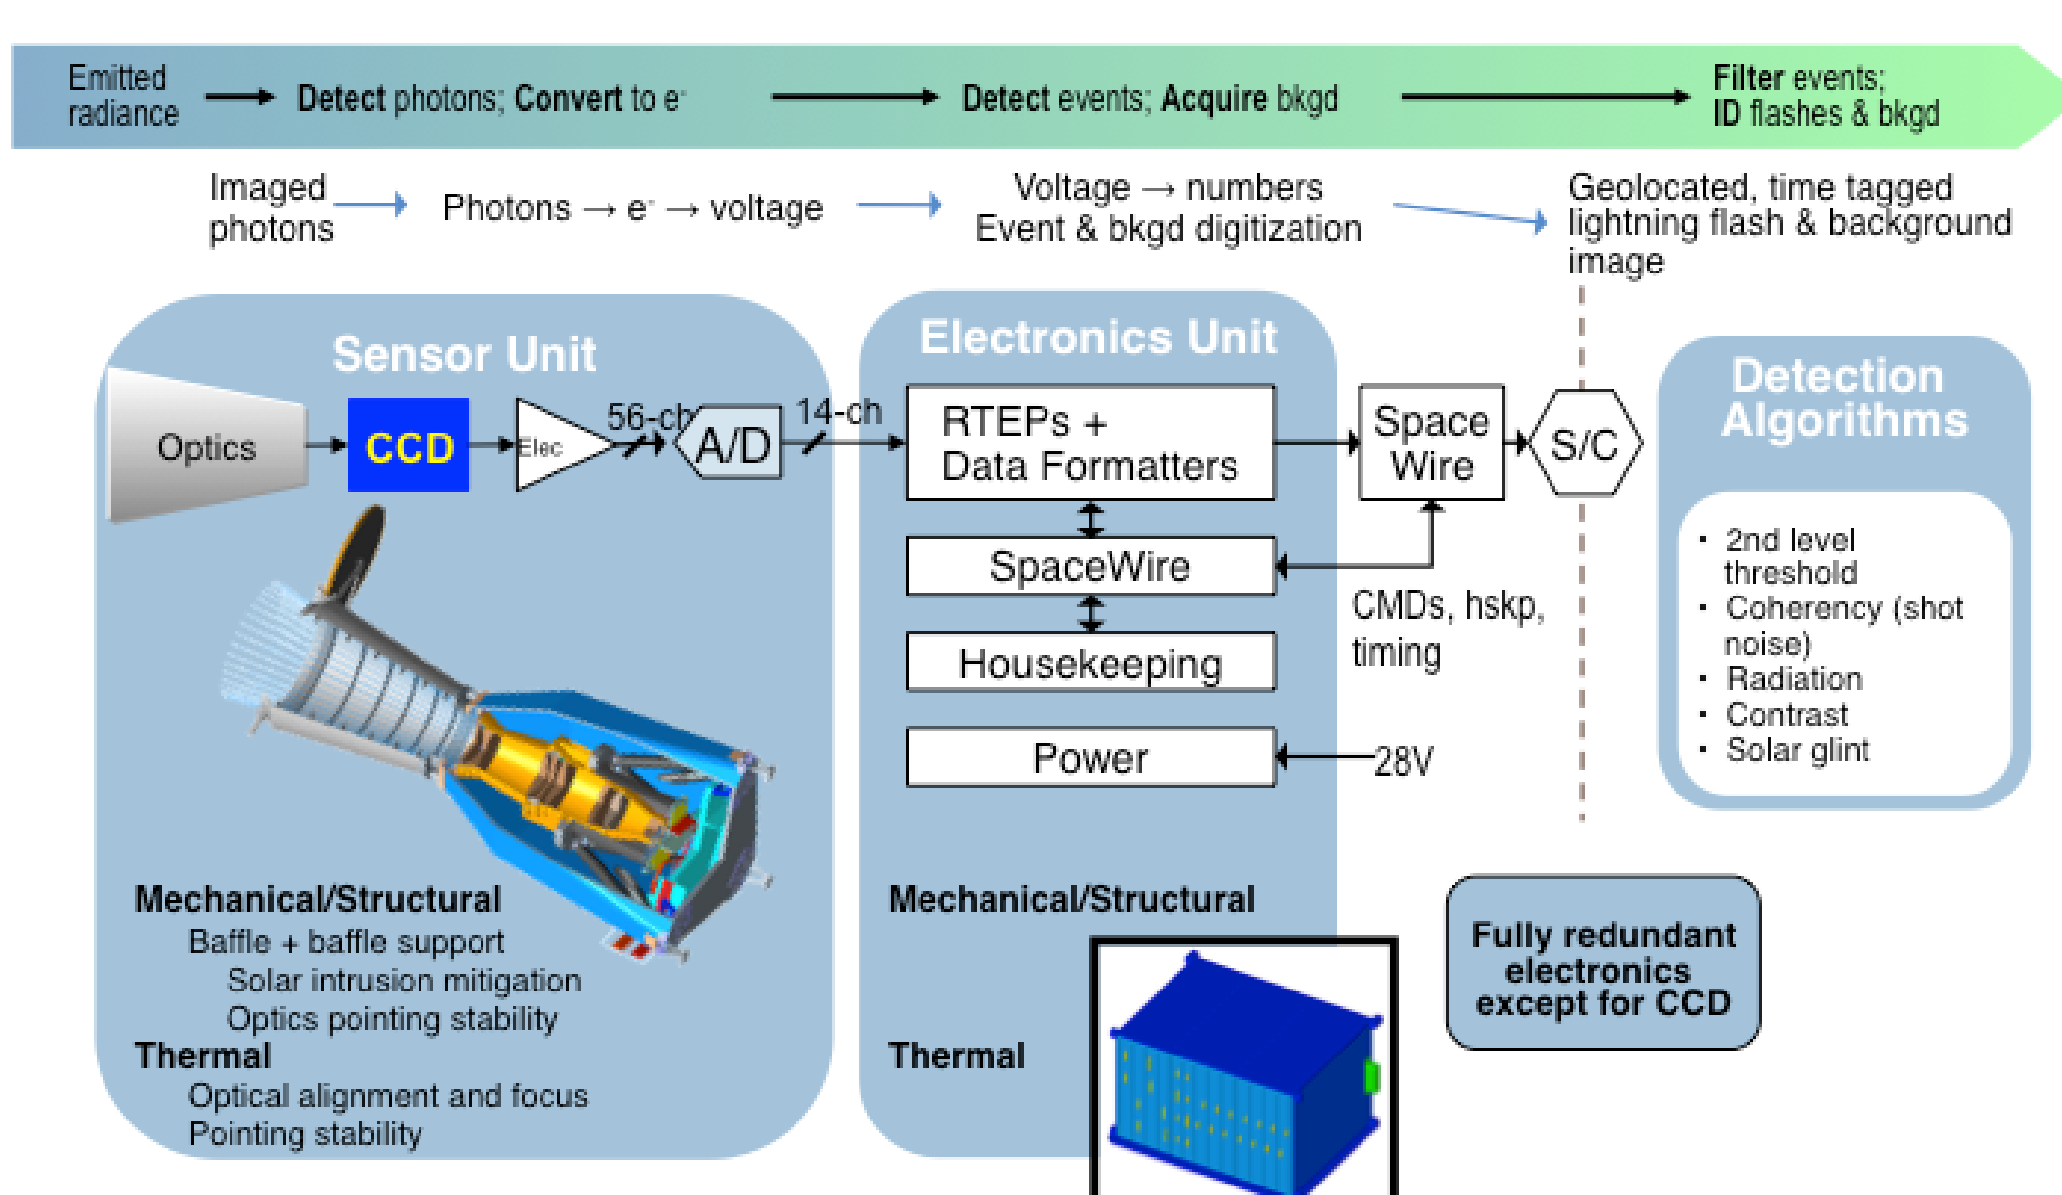 Emitted
radiance
Detect photons; Convert to e-
Detect events; Acquire bkgd
Filter events;
ID flashes & bkgd
Imaged
photons
Photons → e- → voltage
Voltage → numbers
Event & bkgd digitization
Geolocated, time tagged
lightning flash & background
image
Sensor Unit
Optics
CCD
Elec
56-ch
A/D
14-ch
Mechanical/Structural
Baffle + baffle support
Solar intrusion mitigation
Optics pointing stability
Thermal
Optical alignment and focus
Pointing stability
Electronics Unit
RTEPs +
Data Formatters
SpaceWire
Housekeeping
Power
Mechanical/Structural
Thermal
Space
Wire
S/C
CMDs, hskp,
timing
28V
Detection
Algorithms
· 2nd level
threshold
· Coherency (shot
noise)
· Radiation
· Contrast
· Solar glint
Fully redundant
electronics
except for CCD